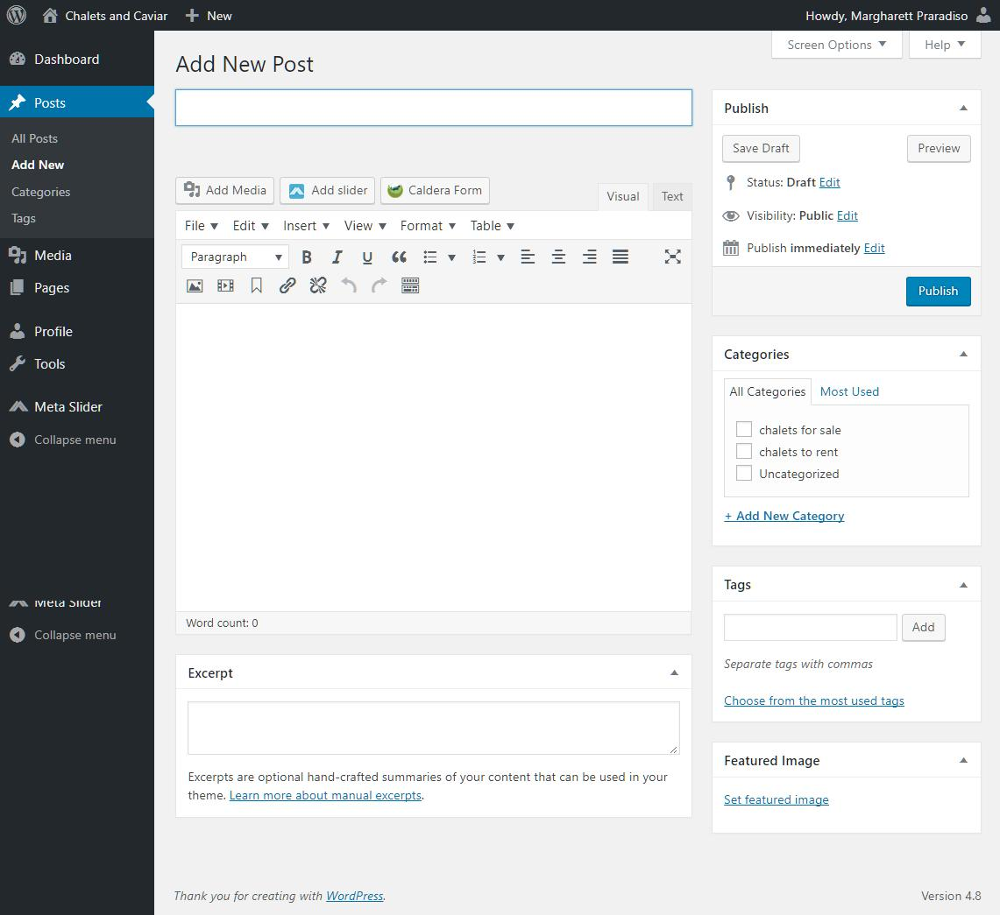 Chalets and Caviar New Howdy, Margharett Praradiso
Dashboard
Posts
All Posts
Add New
Categories
Tags
Media
Pages
Profile
Tools
Meta Slider
Collapse menu
Meta Slider
Collapse menu
Screen Options Help
Add New Post
Add Media Add slider Caldera Form Visual Text
File Edit Insert View Format Table
Paragraph B I U
Word count: 0
Excerpt
Excerpts are optional hand-crafted summaries of your content that can be used in your
theme. Learn more about manual excerpts.
Publish
Save Draft Preview
Status: Draft Edit
Visibility: Public Edit
Publish immediately Edit
Publish
Categories
All Categories Most Used
chalets for sale
chalets to rent
Uncategorized
+ Add New Category
Tags
Add
Separate tags with commas
Choose from the most used tags
Featured Image
Set featured image
Thank you for creating with WordPress. Version 4.8